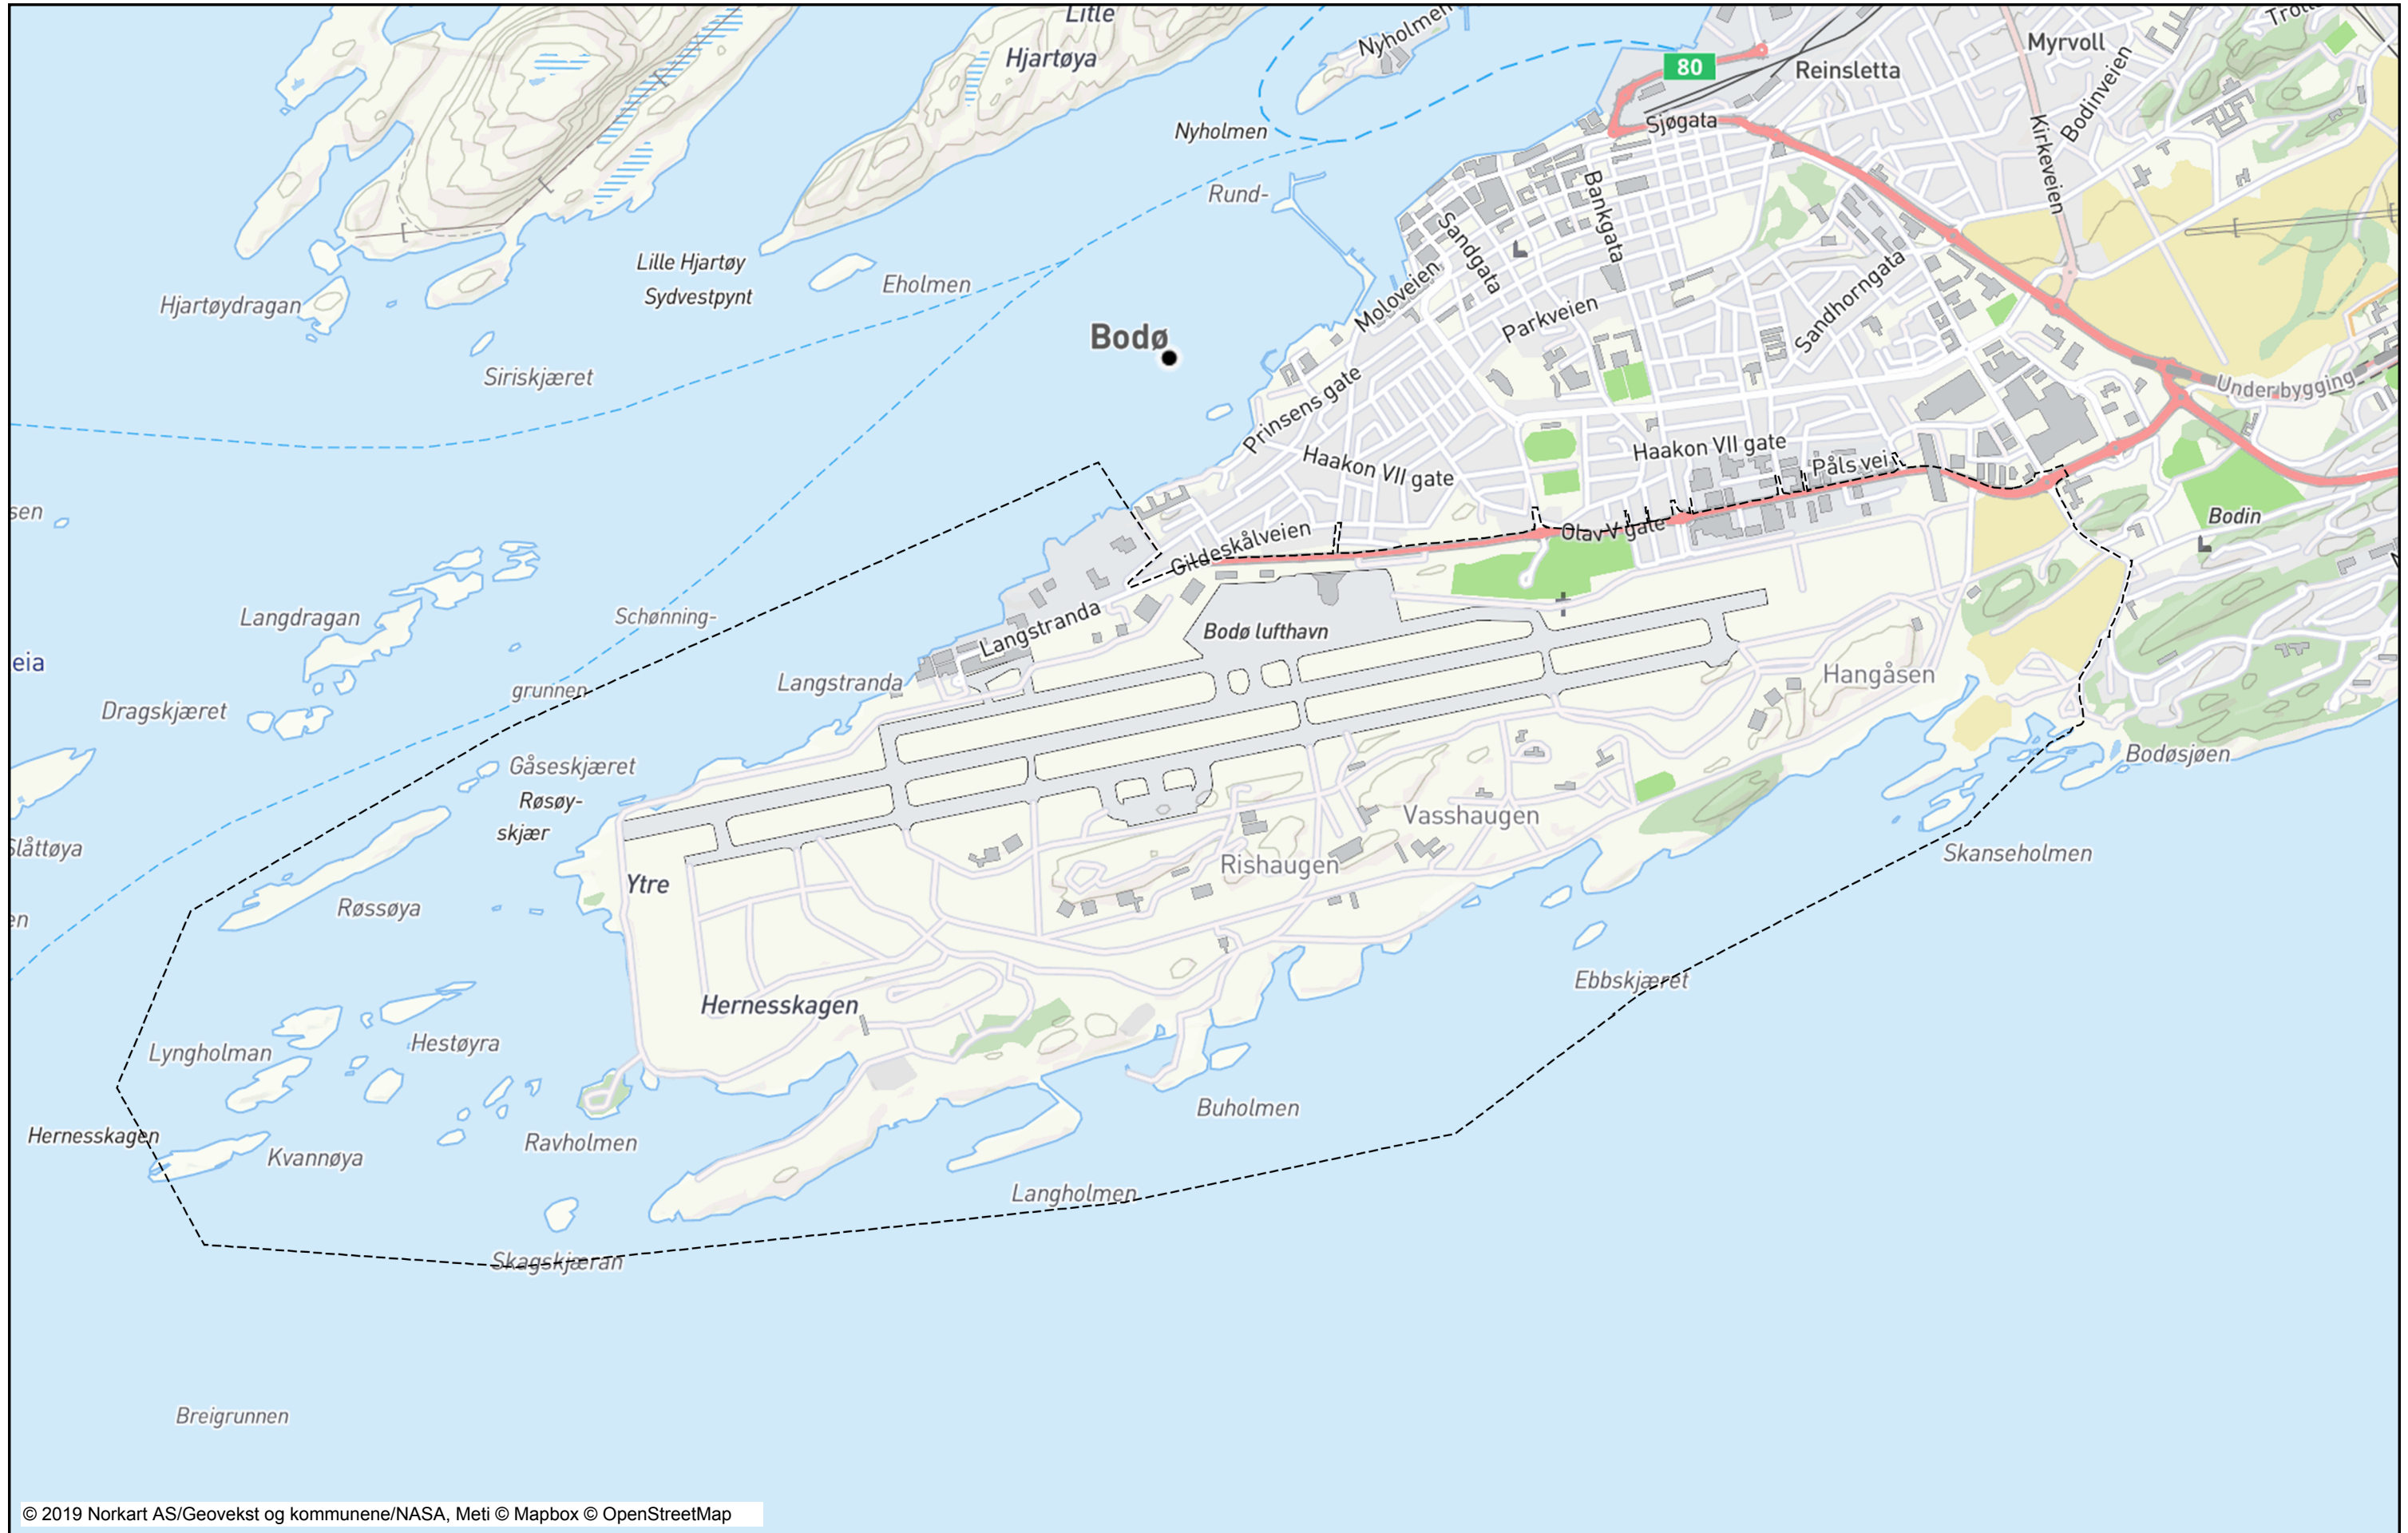 Litle
Hjartøya
Nyholmen
80
Reinsletta
Myrvoll
Bodinveien
Kirkeveien
Sjøgata
Nyholmen
Rund-
Bankgata
Sandgata
Moloveien
Parkveien
Sandhorngata
Lille Hjartøy
Sydvestpynt
Eholmen
Hjartøydragan
Siriskjæret
Bodø
Prinsens gate
Under bygging
Haakon VII gate
Haakon VII gate
Påls vei
Bodin
Gildeskålveien
Olav V gate
Langdragan
Schønning-
grunnen
Langstranda
Bodø lufthavn
Langstranda
Hangåsen
eia
Dragskjæret
Bodøsjøen
Gåseskjæret
Røsøy-
skjær
Vasshaugen
Rishaugen
Skanseholmen
Ytre
Røssøya
Ebbskjæret
Hernesskagen
Lyngholman
Hestøyra
Hernesskagen
Kvannøya
Ravholmen
Buholmen
Langholmen
Skagskjæran
Breigrunnen
© 2019 Norkart AS/Geovekst og kommunene/NASA, Meti © Mapbox © OpenStreetMap